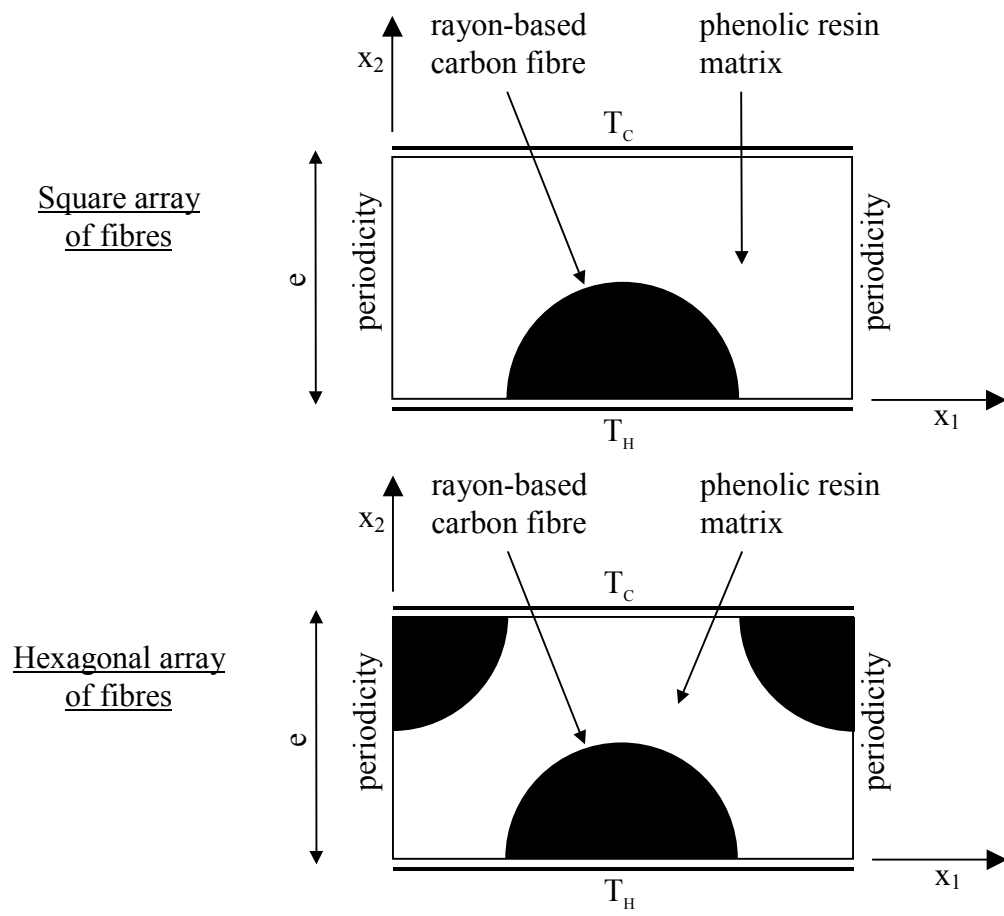 rayon-based
carbon fibre
phenolic resin
matrix
x2
TC
Square array
of fibres
e
periodicity
periodicity
TH
x1
rayon-based
carbon fibre
phenolic resin
matrix
x2
TC
Hexagonal array
of fibres
e
periodicity
periodicity
TH
x1